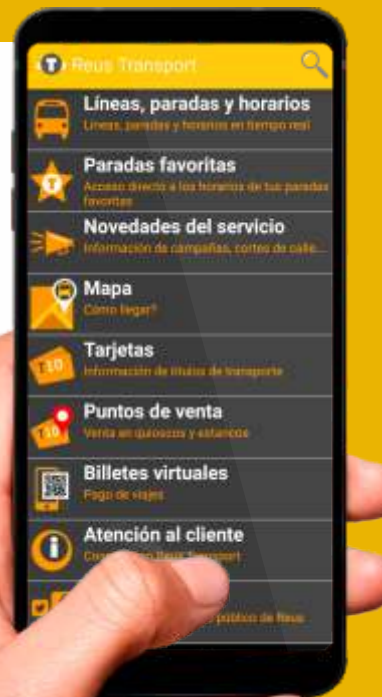 Reus Transport
Líneas, paradas y horarios
Líneas, paradas y horarios en tiempo real
Paradas favoritas
Acceso directo a los horarios de tus paradas
favoritas
Novedades del servicio
Información de campañas, cortes de calle...
Mapa
Cómo llegar?
Tarjetas
T10
Información de títulos de transporte
Puntos de venta
T10
Venta en quioscos y estancos
Billetes virtuales
Pago de viajes
Atención al cliente
Reus Transport
público de Reus